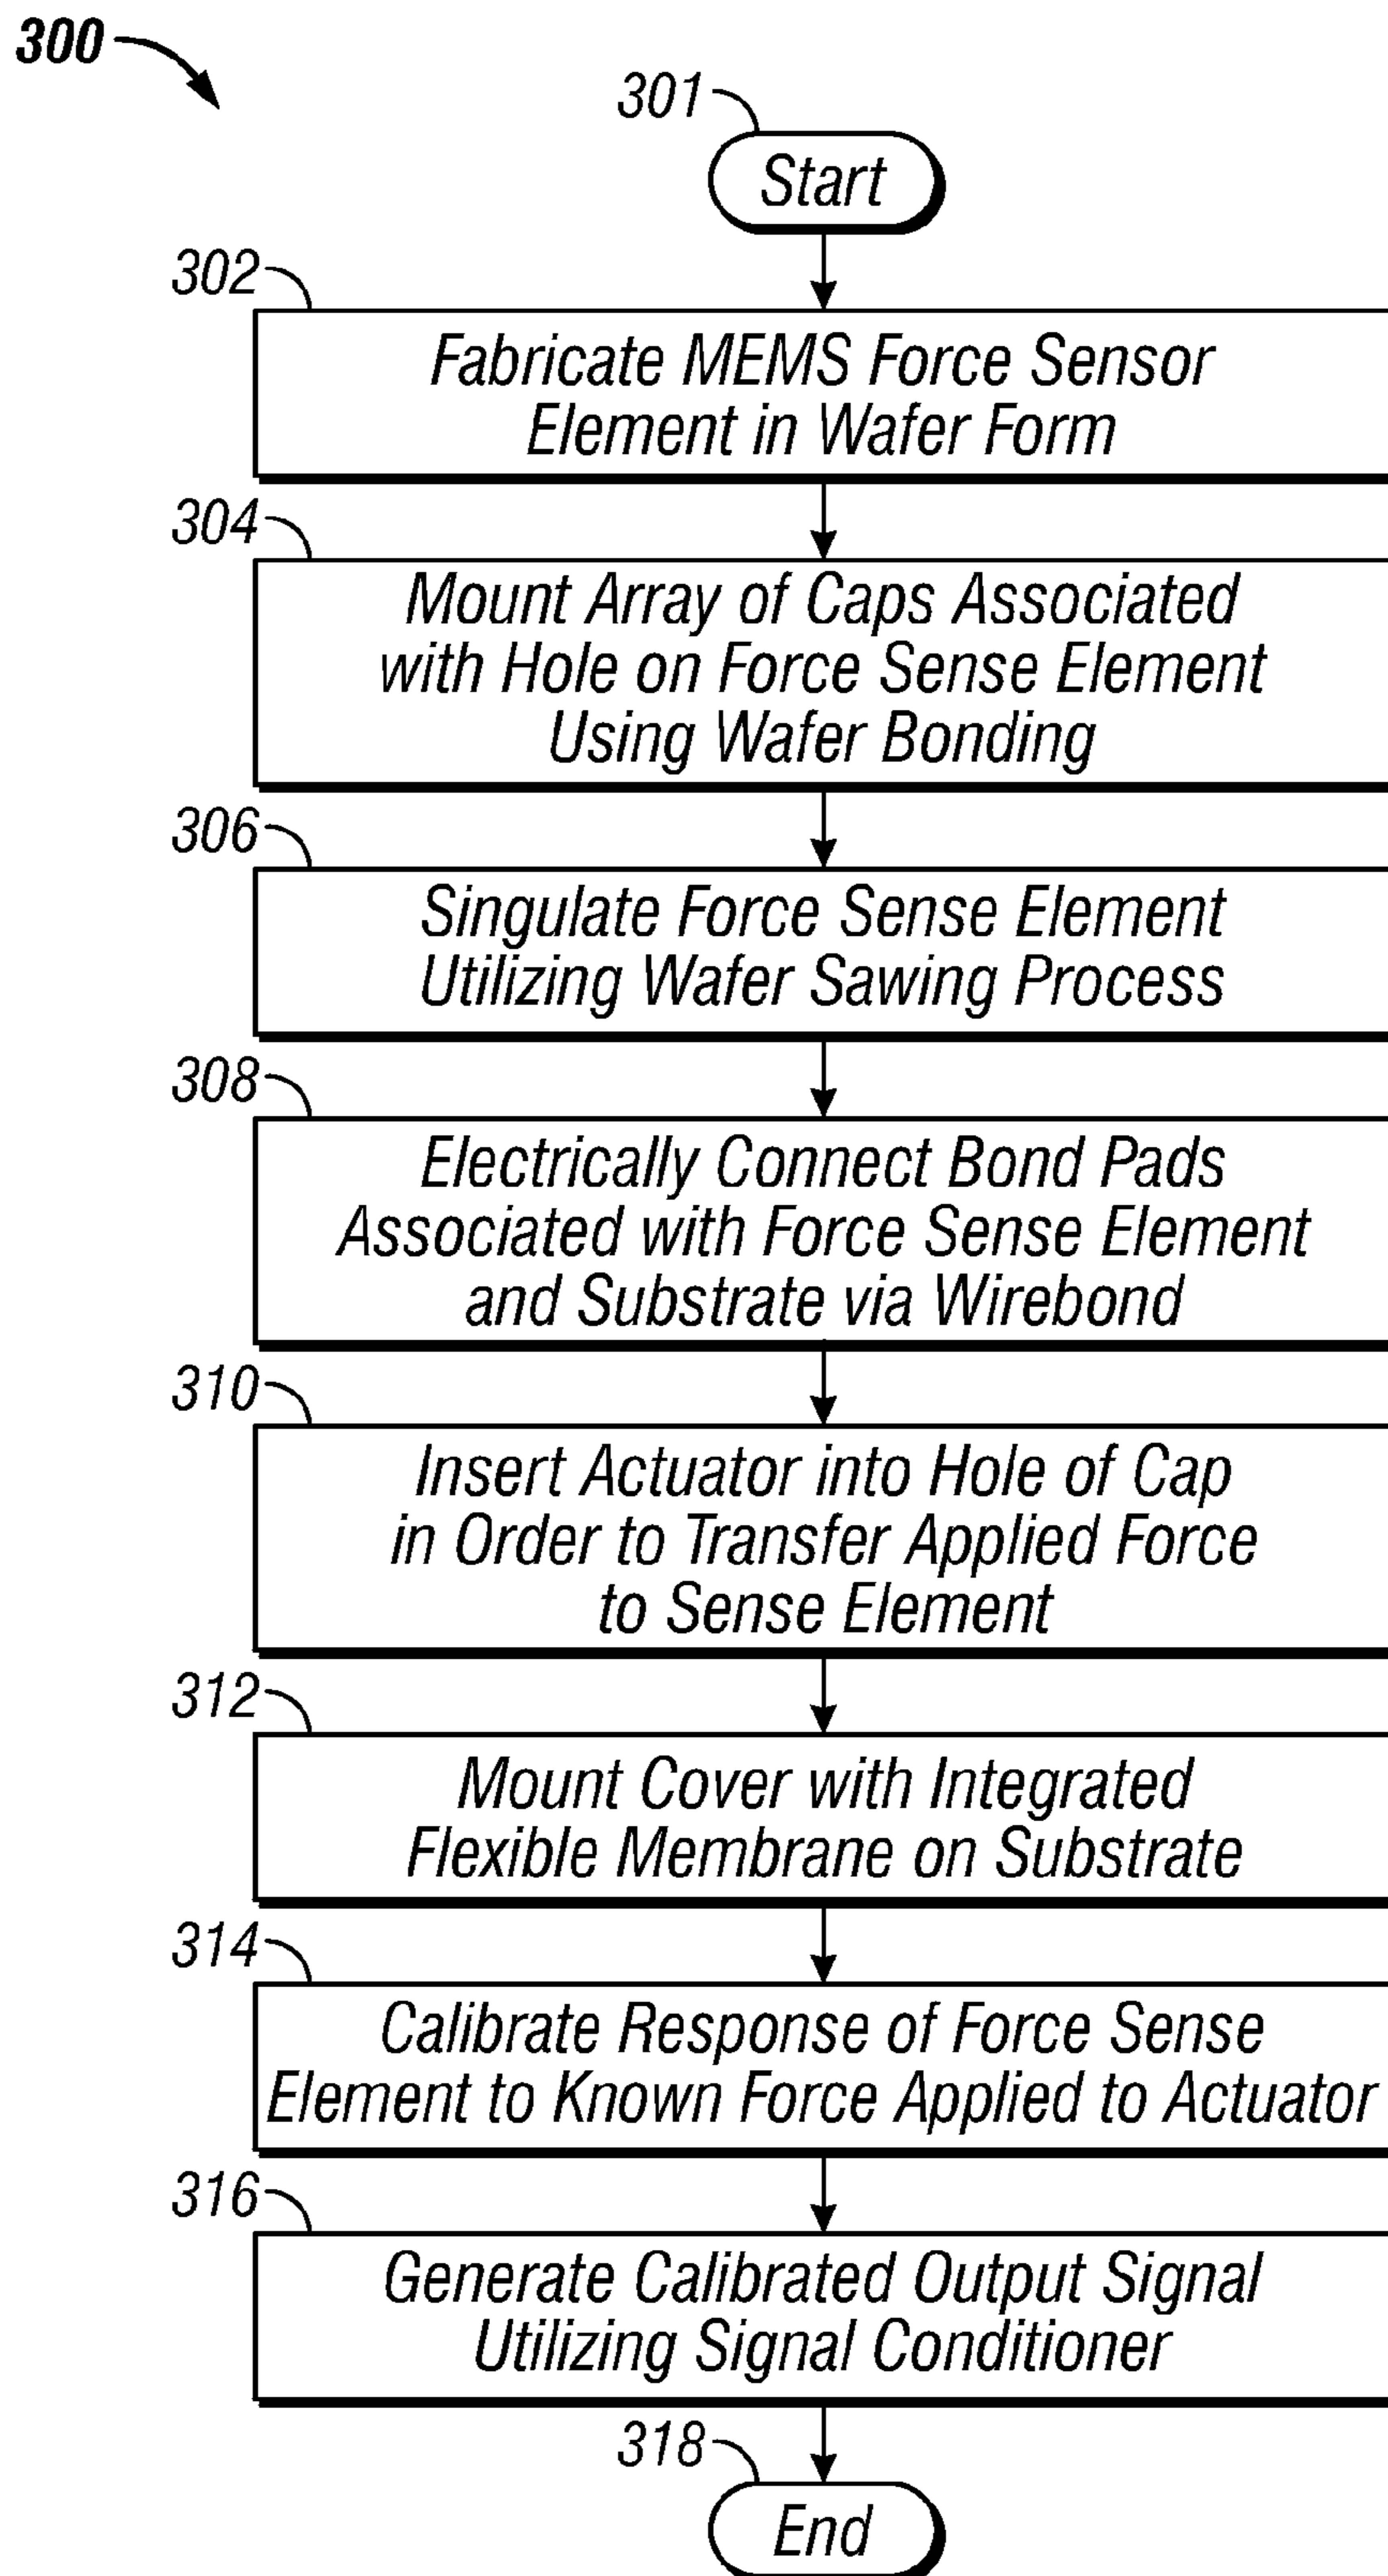 300
301
Start
302
Fabricate MEMS Force Sensor
Element in Wafer Form
304
Mount Array of Caps Associated
with Hole on Force Sense Element
Using Wafer Bonding
306
Singulate Force Sense Element
Utilizing Wafer Sawing Process
308
Electrically Connect Bond Pads
Associated with Force Sense Element
and Substrate via Wirebond
310
Insert Actuator into Hole of Cap
in Order to Transfer Applied Force
to Sense Element
312
Mount Cover with Integrated
Flexible Membrane on Substrate
314
Calibrate Response of Force Sense
Element to Known Force Applied to Actuator
316
Generate Calibrated Output Signal
Utilizing Signal Conditioner
318
End